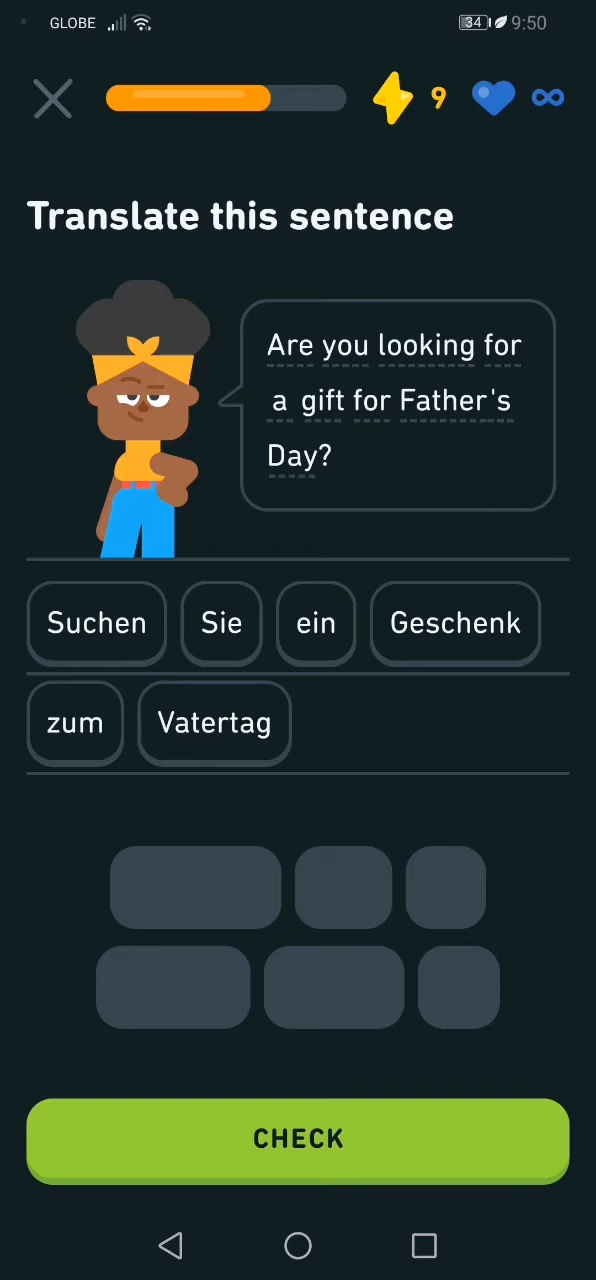 GLOBE 34 9:50
9 ∞
Translate this sentence
Are you looking for
a gift for Father's
Day?
Suchen Sie ein Geschenk
zum Vatertag
CHECK